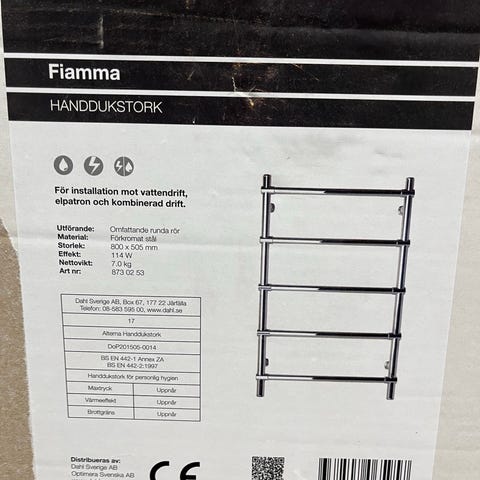 Fiamma
HANDDUKSTORK
För installation mot vattendrift,
elpatron och kombinerad drift.
Utförande: Omfattande runda rör
Material: Förkromat stål
Storlek: 800 x 505 mm
Effekt: 114 W
Nettovikt: 7.0 kg
Art nr: 873 02 53
Dahl Sverige AB, Box 67, 177 22 Järfälla
Telefon: 08-583 595 00, www.dahl.se
17
Alterna Handdukstork
DoP201505-0014
BS EN 442-1 Annex ZA
BS EN 442-2:1997
Handdukstork för personlig hygien
Maxtryck Uppnår
Värmeeffekt Uppnår
Brottgräns Uppnår
Distribueras av:
Dahl Sverige AB
Optimera Svenska AB
CE